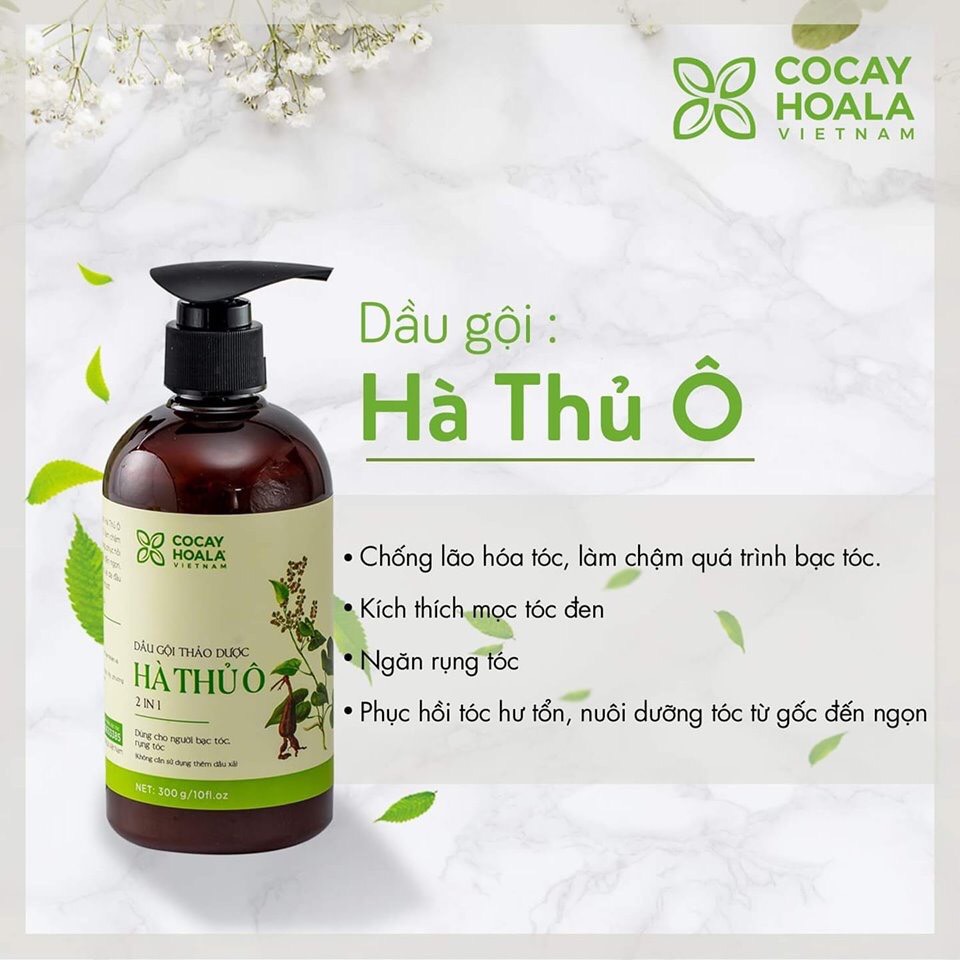 COCAY
HOALA
VIETNAM
Dầu gội :
Hà Thủ Ô
• Chống lão hóa tóc, làm chậm quá trình bạc tóc.
• Kích thích mọc tóc đen
• Ngăn rụng tóc
• Phục hồi tóc hư tổn, nuôi dưỡng tóc từ gốc đến ngọn
COCAY
HOALA
VIETNAM
DẦU GỘI THẢO DƯỢC
HÀ THỦ Ô
2 IN 1
Dùng cho người bạc tóc,
rụng tóc
(Không cần sử dụng thêm dầu xả)
NET: 300g/10fl.oz